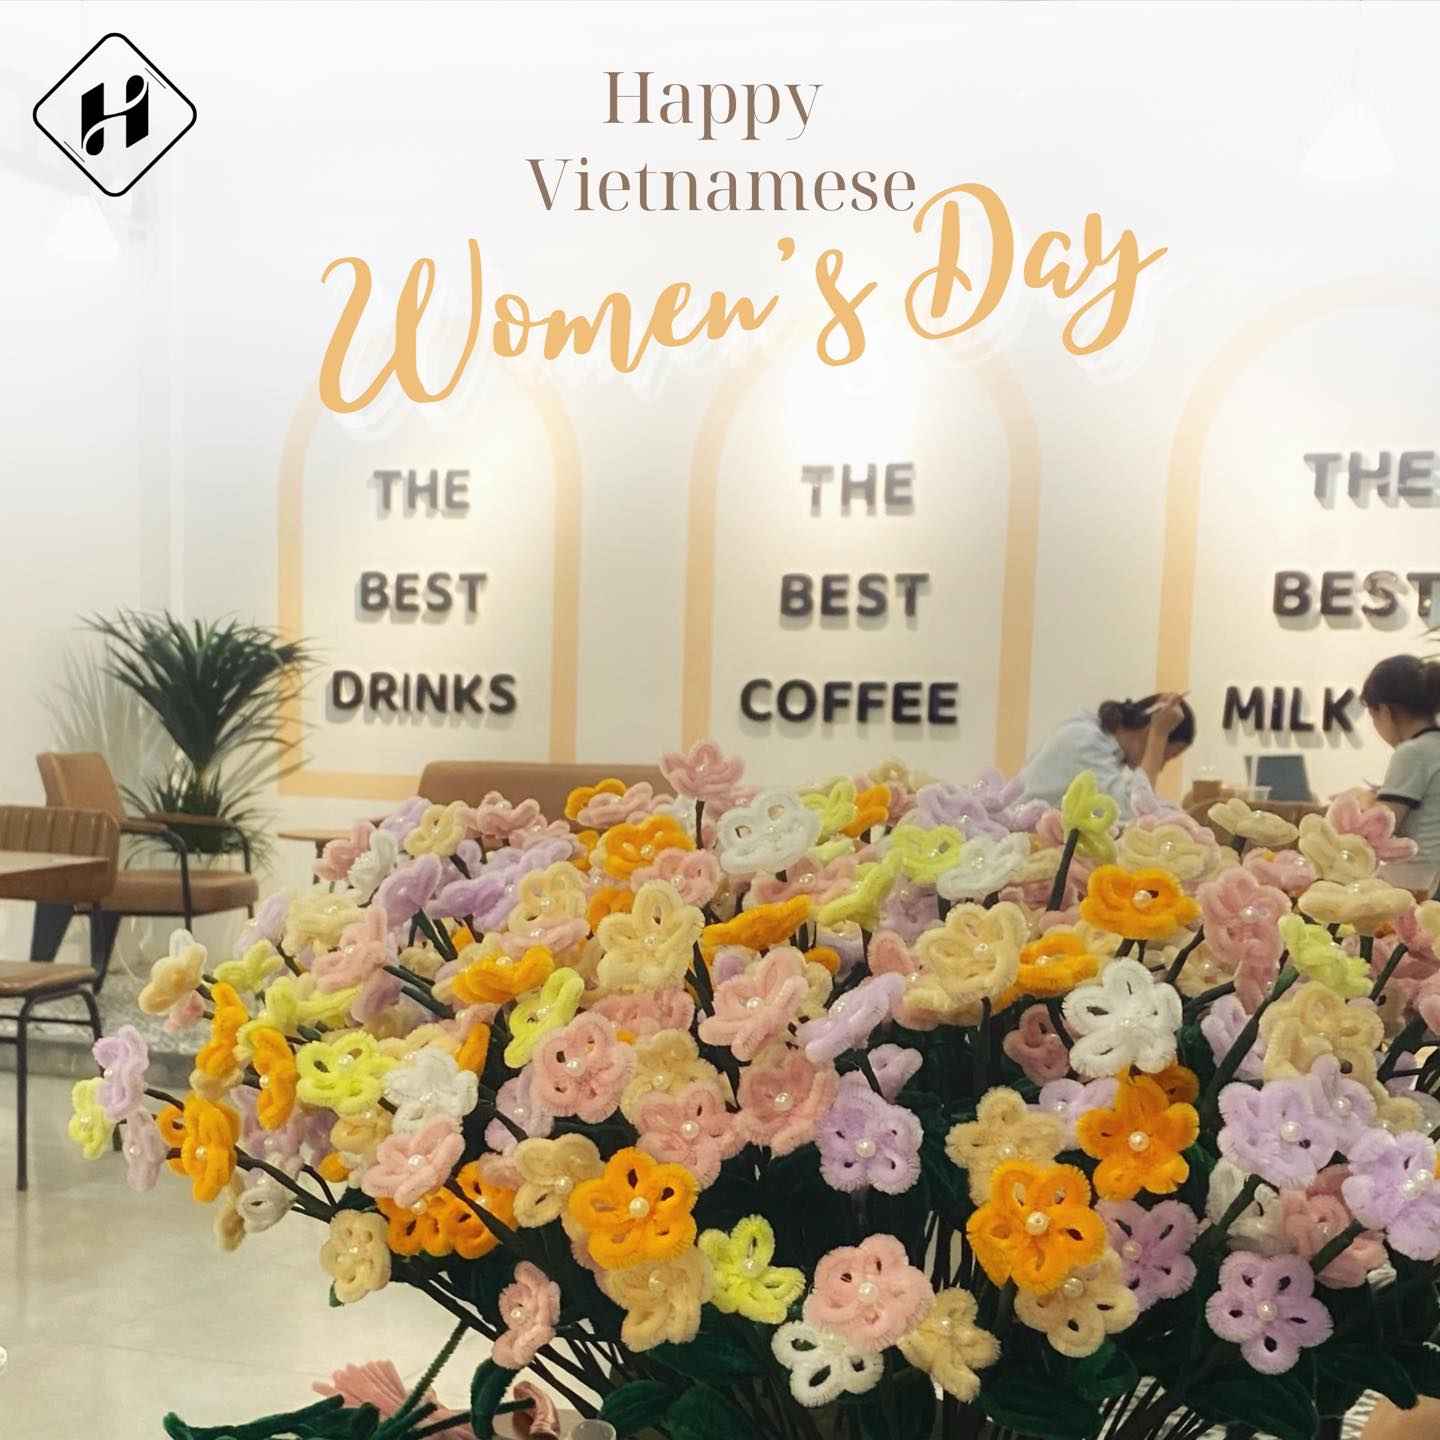 H
Happy
Vietnamese
Women's Day
THE
BEST
DRINKS
THE
BEST
COFFEE
THE
BEST
MILK